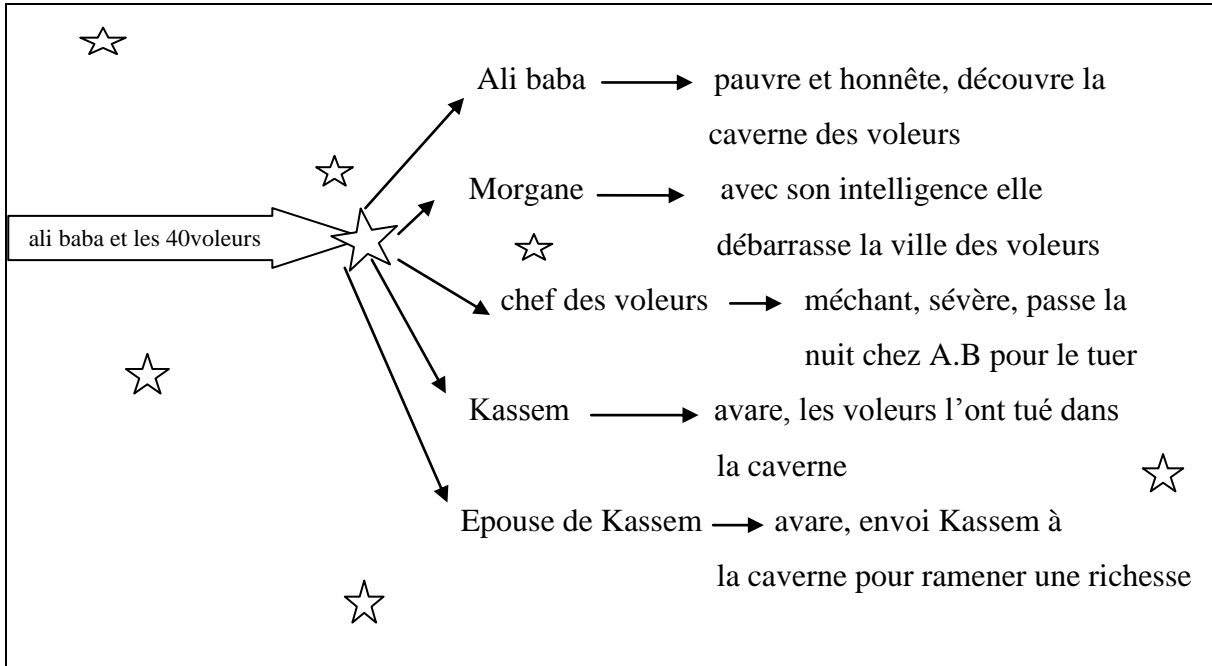 Ali baba pauvre et honnête, découvre la
caverne des voleurs
Morgane avec son intelligence elle
ali baba et les 40voleurs
débarrasse la ville des voleurs
chef des voleurs méchant, sévère, passe la
nuit chez A.B pour le tuer
Kassem avare, les voleurs l’ont tué dans
la caverne
Epouse de Kassem avare, envoi Kassem à
la caverne pour ramener une richesse